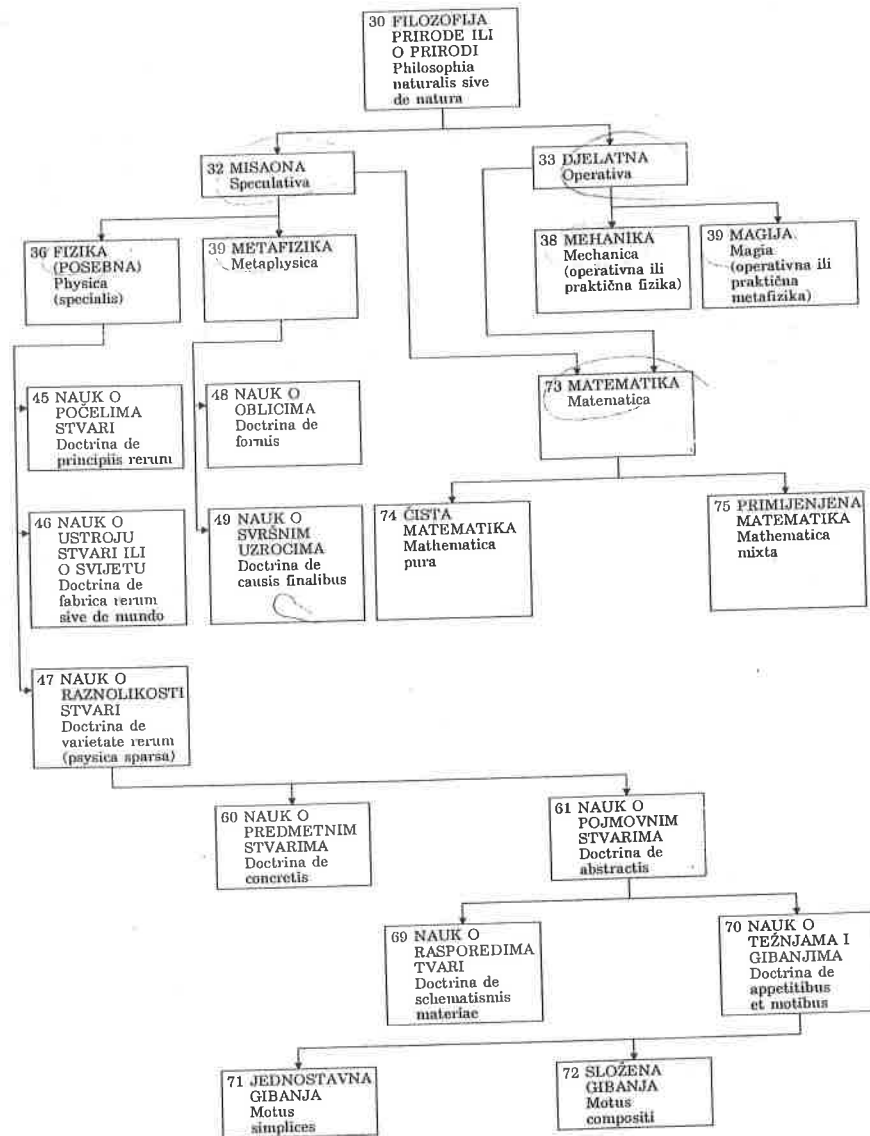 30 FILOZOFIJA
PRIRODE ILI
O PRIRODI
Philosophia
naturalis sive
de natura
32 MISAONA
Speculativa
33 DJELATNA
Operativa
36 FIZIKA
(POSEBNA)
Physica
(specialis)
39 METAFIZIKA
Metaphysica
38 MEHANIKA
Mechanica
(operativna ili
praktična fizika)
39 MAGIJA
Magia
(operativna ili
praktična
metafizika)
45 NAUK O
POČELIMA
STVARI
Doctrina de
principiis rerum
48 NAUK O
OBLICIMA
Doctrina de
formis
73 MATEMATIKA
Matematica
46 NAUK O
USTROJU
STVARI ILI
O SVIJETU
Doctrina de
fabrica rerum
sive de mundo
49 NAUK O
SVRŠNIM
UZROCIMA
Doctrina de
causis finalibus
74 ČISTA
MATEMATIKA
Mathematica
pura
75 PRIMIJENJENA
MATEMATIKA
Mathematica
mixta
47 NAUK O
RAZNOLIKOSTI
STVARI
Doctrina de
varietate rerum
(psysica sparsa)
60 NAUK O
PREDMETNIM
STVARIMA
Doctrina de
concretis
61 NAUK O
POJMOVNIM
STVARIMA
Doctrina de
abstractis
69 NAUK O
RASPOREDIMA
TVARI
Doctrina de
schematismis
materiae
70 NAUK O
TEŽNJAMA I
GIBANJIMA
Doctrina de
appetitibus
et motibus
71 JEDNOSTAVNA
GIBANJA
Motus
simplices
72 SLOŽENA
GIBANJA
Motus
compositi